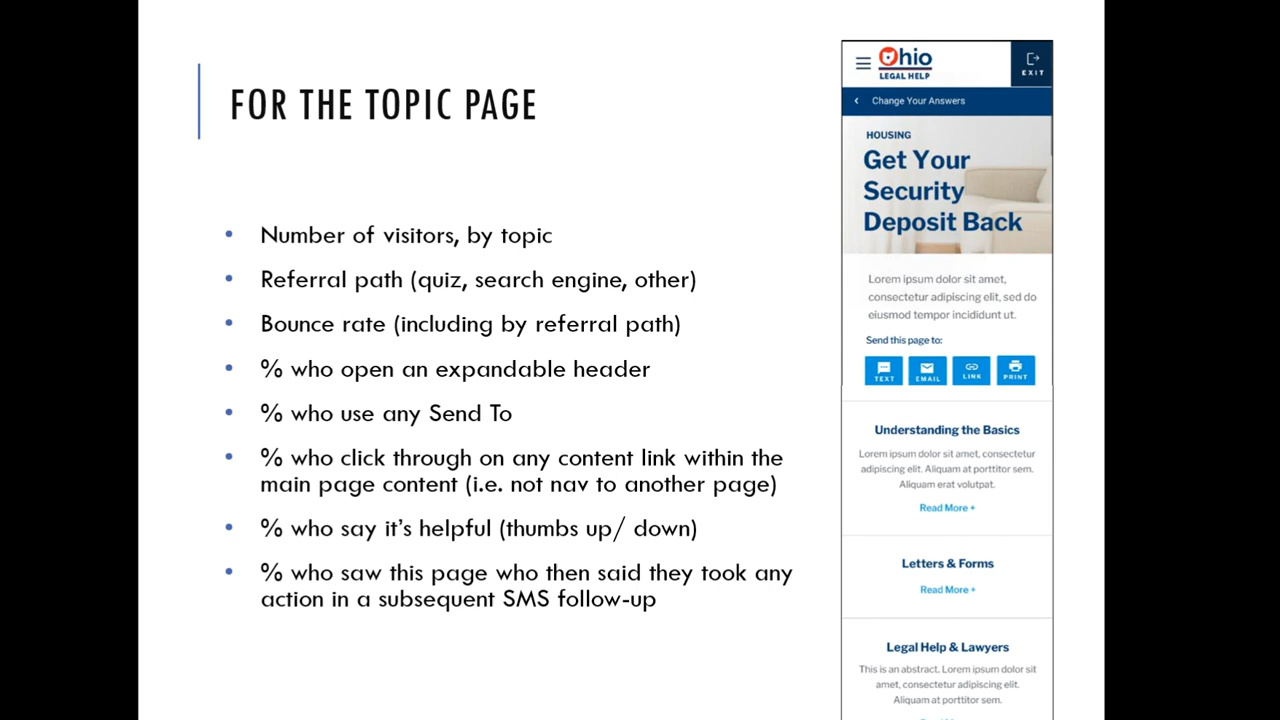 FOR THE TOPIC PAGE
• Number of visitors, by topic
• Referral path (quiz, search engine, other)
• Bounce rate (including by referral path)
• % who open an expandable header
• % who use any Send To
• % who click through on any content link within the
main page content (i.e. not nav to another page)
• % who say it's helpful (thumbs up/ down)
• % who saw this page who then said they took any
action in a subsequent SMS follow-up
Ohio
LEGAL HELP
EXIT
Change Your Answers
HOUSING
Get Your
Security
Deposit Back
Lorem ipsum dolor sit amet,
consectetur adipiscing elit, sed do
eiusmod tempor incididunt ut.
Send this page to:
TEXT EMAIL LINK PRINT
Understanding the Basics
Lorem ipsum dolor sit amet, consectetur
adipiscing elit. Aliquam at porttitor sem.
Aliquam erat volutpat.
Read More +
Letters & Forms
Read More +
Legal Help & Lawyers
This is an abstract. Lorem ipsum dolor sit
amet, consectetur adipiscing elit.
Aliquam at porttitor sem.